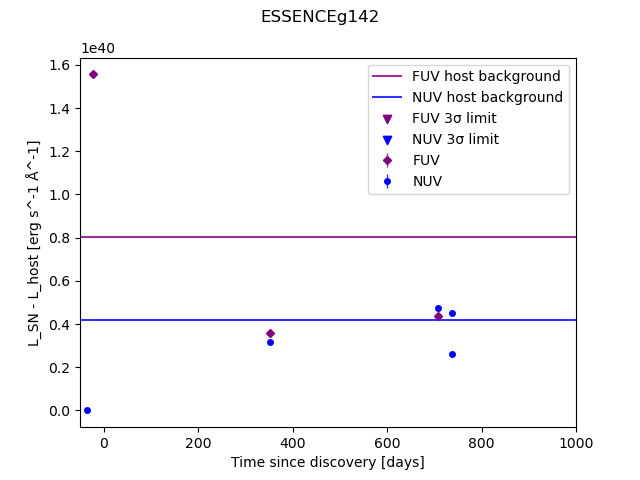 ESSENCEg142
1e40
1.6
1.4
1.2
1.0
0.8
0.6
0.4
0.2
0.0
L_SN - L_host [erg s^-1 Å^-1]
FUV host background
NUV host background
FUV 3σ limit
NUV 3σ limit
FUV
NUV
0 200 400 600 800 1000
Time since discovery [days]